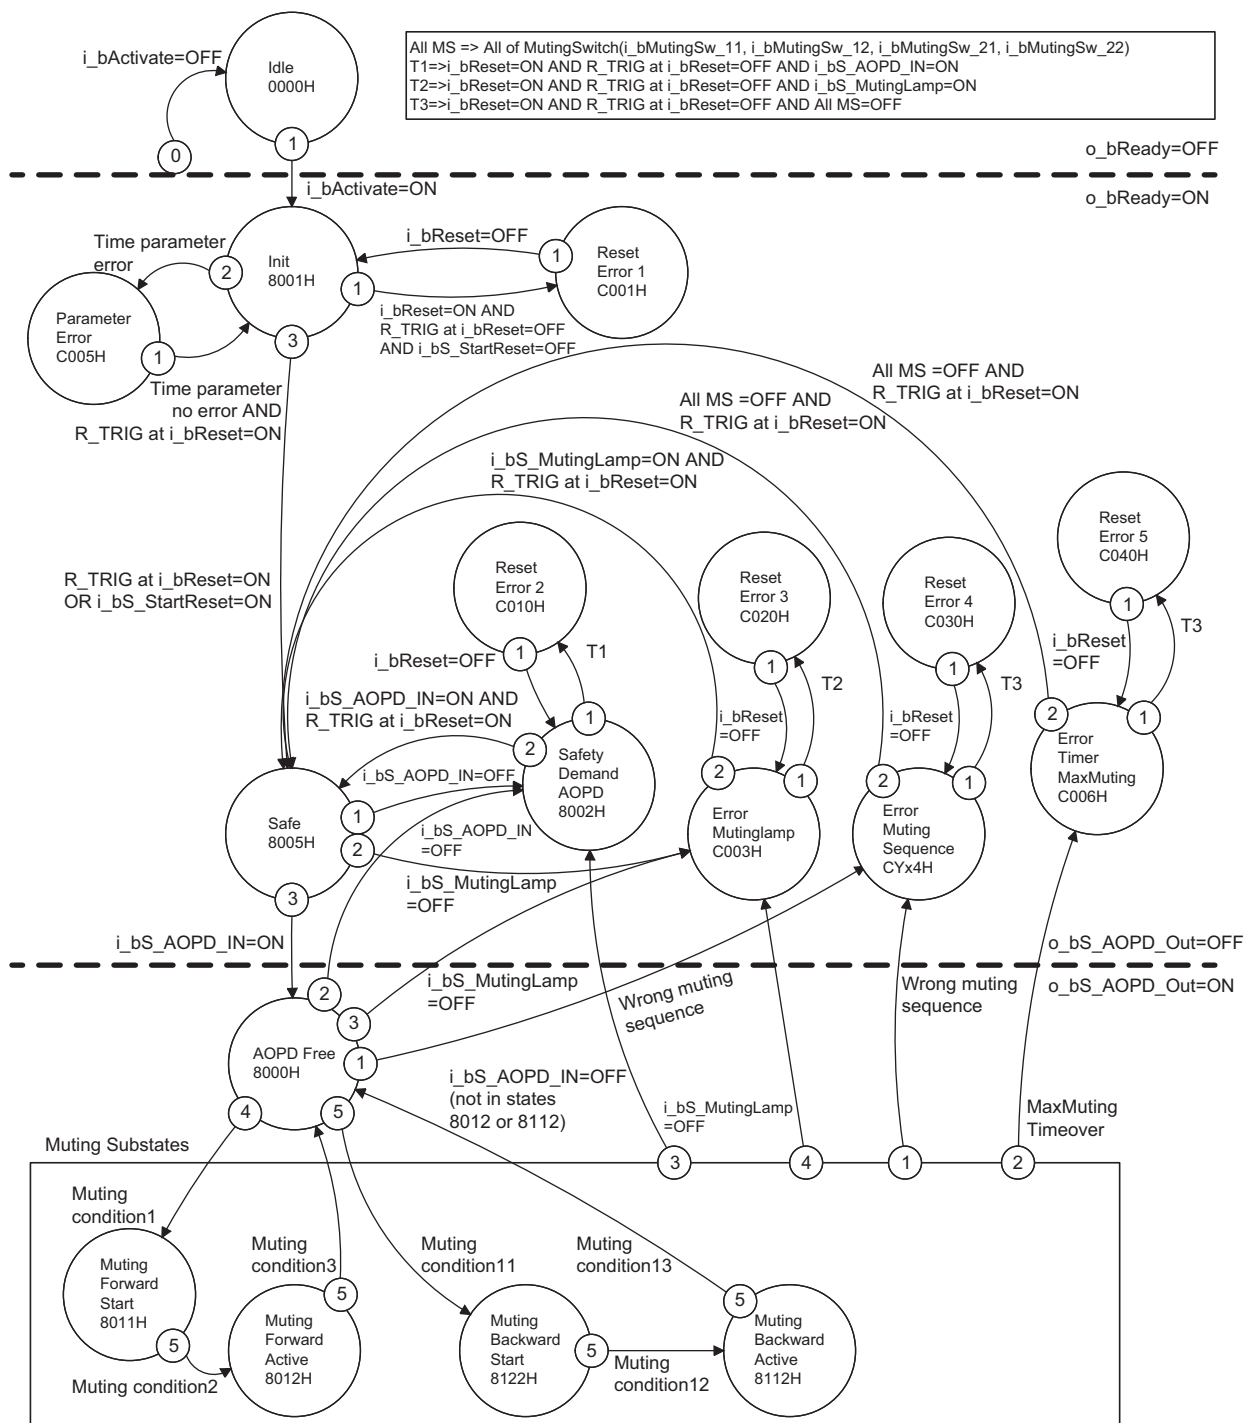 All MS => All of MutingSwitch(i_bMutingSw_11, i_bMutingSw_12, i_bMutingSw_21, i_bMutingSw_22)
T1=>i_bReset=ON AND R_TRIG at i_bReset=OFF AND i_bS_AOPD_IN=ON
T2=>i_bReset=ON AND R_TRIG at i_bReset=OFF AND i_bS_MutingLamp=ON
T3=>i_bReset=ON AND R_TRIG at i_bReset=OFF AND All MS=OFF
i_bActivate=OFF
Idle
0000H
1
0
o_bReady=OFF
i_bActivate=ON
o_bReady=ON
Time parameter
error
2
Init
8001H
1
3
i_bReset=OFF
1
Reset
Error 1
C001H
i_bReset=ON AND
R_TRIG at i_bReset=OFF
AND i_bS_StartReset=OFF
Parameter
Error
C005H
1
Time parameter
no error AND
R_TRIG at i_bReset=ON
All MS =OFF AND
R_TRIG at i_bReset=ON
All MS =OFF AND
R_TRIG at i_bReset=ON
i_bS_MutingLamp=ON AND
R_TRIG at i_bReset=ON
R_TRIG at i_bReset=ON
OR i_bS_StartReset=ON
Reset
Error 2
C010H
1
i_bReset=OFF
T1
Reset
Error 3
C020H
1
i_bReset
=OFF
T2
Reset
Error 4
C030H
1
i_bReset
=OFF
T3
Reset
Error 5
C040H
1
i_bReset
=OFF
T3
i_bS_AOPD_IN=ON AND
R_TRIG at i_bReset=ON
1
2
Safety
Demand
AOPD
8002H
2
1
Error
Mutinglamp
C003H
2
1
Error
Muting
Sequence
CYx4H
2
1
Error
Timer
MaxMuting
C006H
Safe
8005H
1
2
3
i_bS_AOPD_IN=OFF
i_bS_AOPD_IN
=OFF
i_bS_MutingLamp
=OFF
i_bS_AOPD_IN=ON
o_bS_AOPD_Out=OFF
o_bS_AOPD_Out=ON
i_bS_MutingLamp
=OFF
Wrong muting
sequence
Wrong muting
sequence
2
3
1
AOPD Free
8000H
4
5
i_bS_AOPD_IN=OFF
(not in states
8012 or 8112)
i_bS_MutingLamp
=OFF
MaxMuting
Timeover
Muting Substates
3
4
1
2
Muting
condition1
Muting
Forward
Start
8011H
5
Muting condition2
Muting
condition3
5
Muting
Forward
Active
8012H
Muting
condition11
Muting
Backward
Start
8122H
5
Muting
condition12
Muting
condition13
5
Muting
Backward
Active
8112H